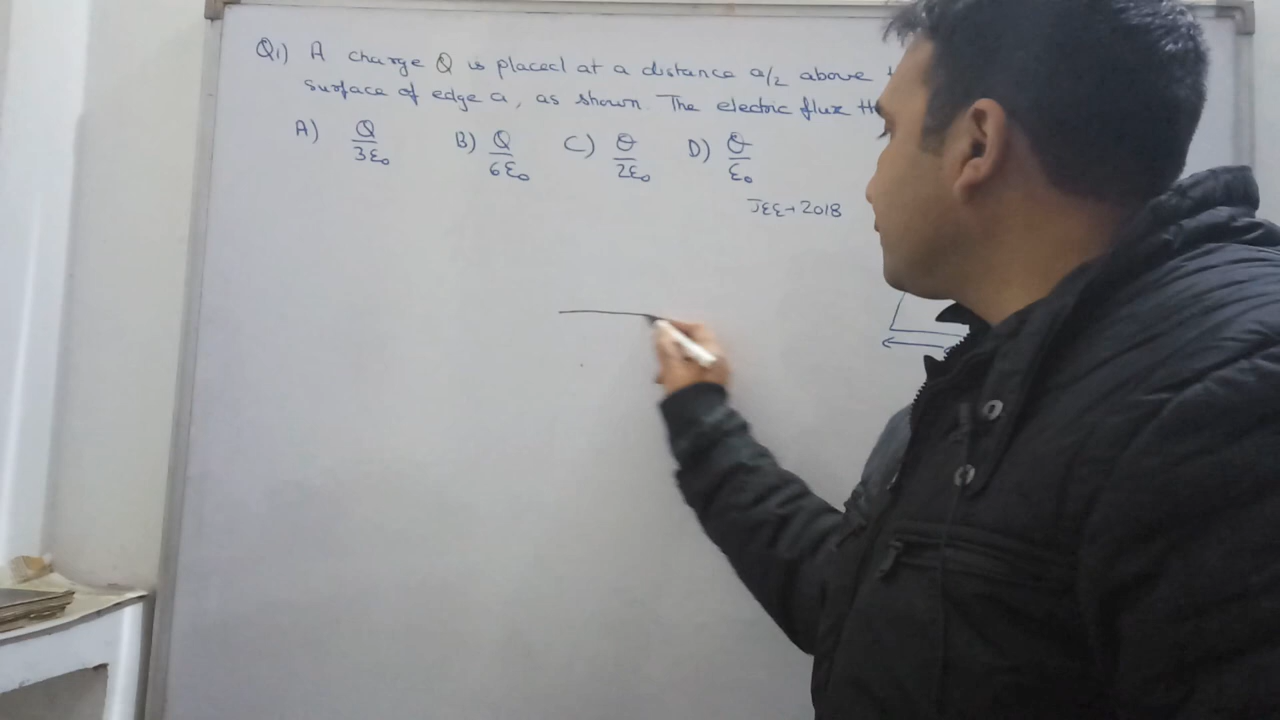 Q1) A charge Q is placed at a distance a/2 above
surface of edge a, as shown. The electric flux
A) Q/3ε₀ B) Q/6ε₀ C) Q/2ε₀ D) Q/ε₀
JEE→2018